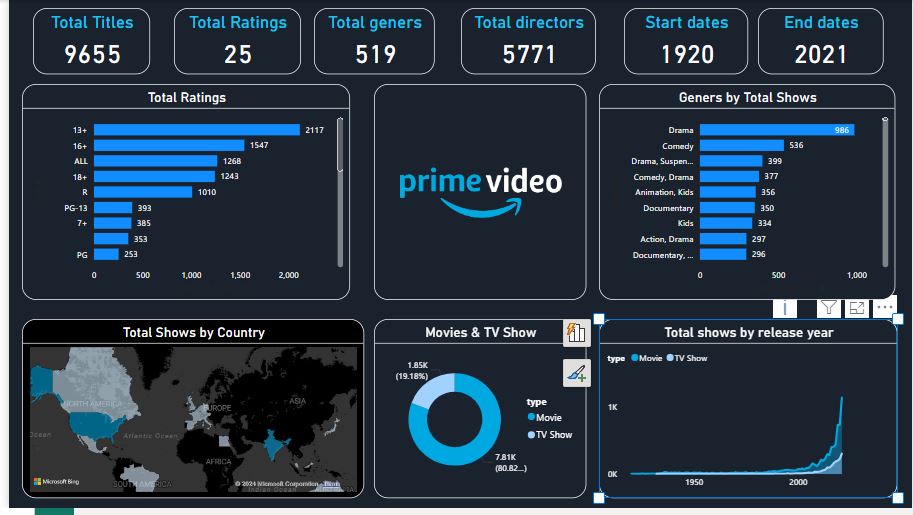 Total Titles
9655
Total Ratings
25
Total geners
519
Total directors
5771
Start dates
1920
End dates
2021
Total Ratings
13+ 2117
16+ 1547
ALL 1268
18+ 1243
R 1010
PG-13 393
7+ 385
353
PG 253
0 500 1,000 1,500 2,000
prime video
Geners by Total Shows
Drama 986
Comedy 536
Drama, Suspen... 399
Comedy, Drama 377
Animation, Kids 356
Documentary 350
Kids 334
Action, Drama 297
Documentary, ... 296
0 500 1,000
Total Shows by Country
NORTH AMERICA
EUROPE
ASIA
Ocean
Atlantic Ocean
AFRICA
SOUTH AMERICA
Indian Ocean
Microsoft Bing
© 2024 Microsoft Corporation
Movies & TV Show
1.85K
(19.18%)
7.81K
(80.82...)
type
Movie
TV Show
Total shows by release year
type Movie TV Show
1K
0K
1950 2000